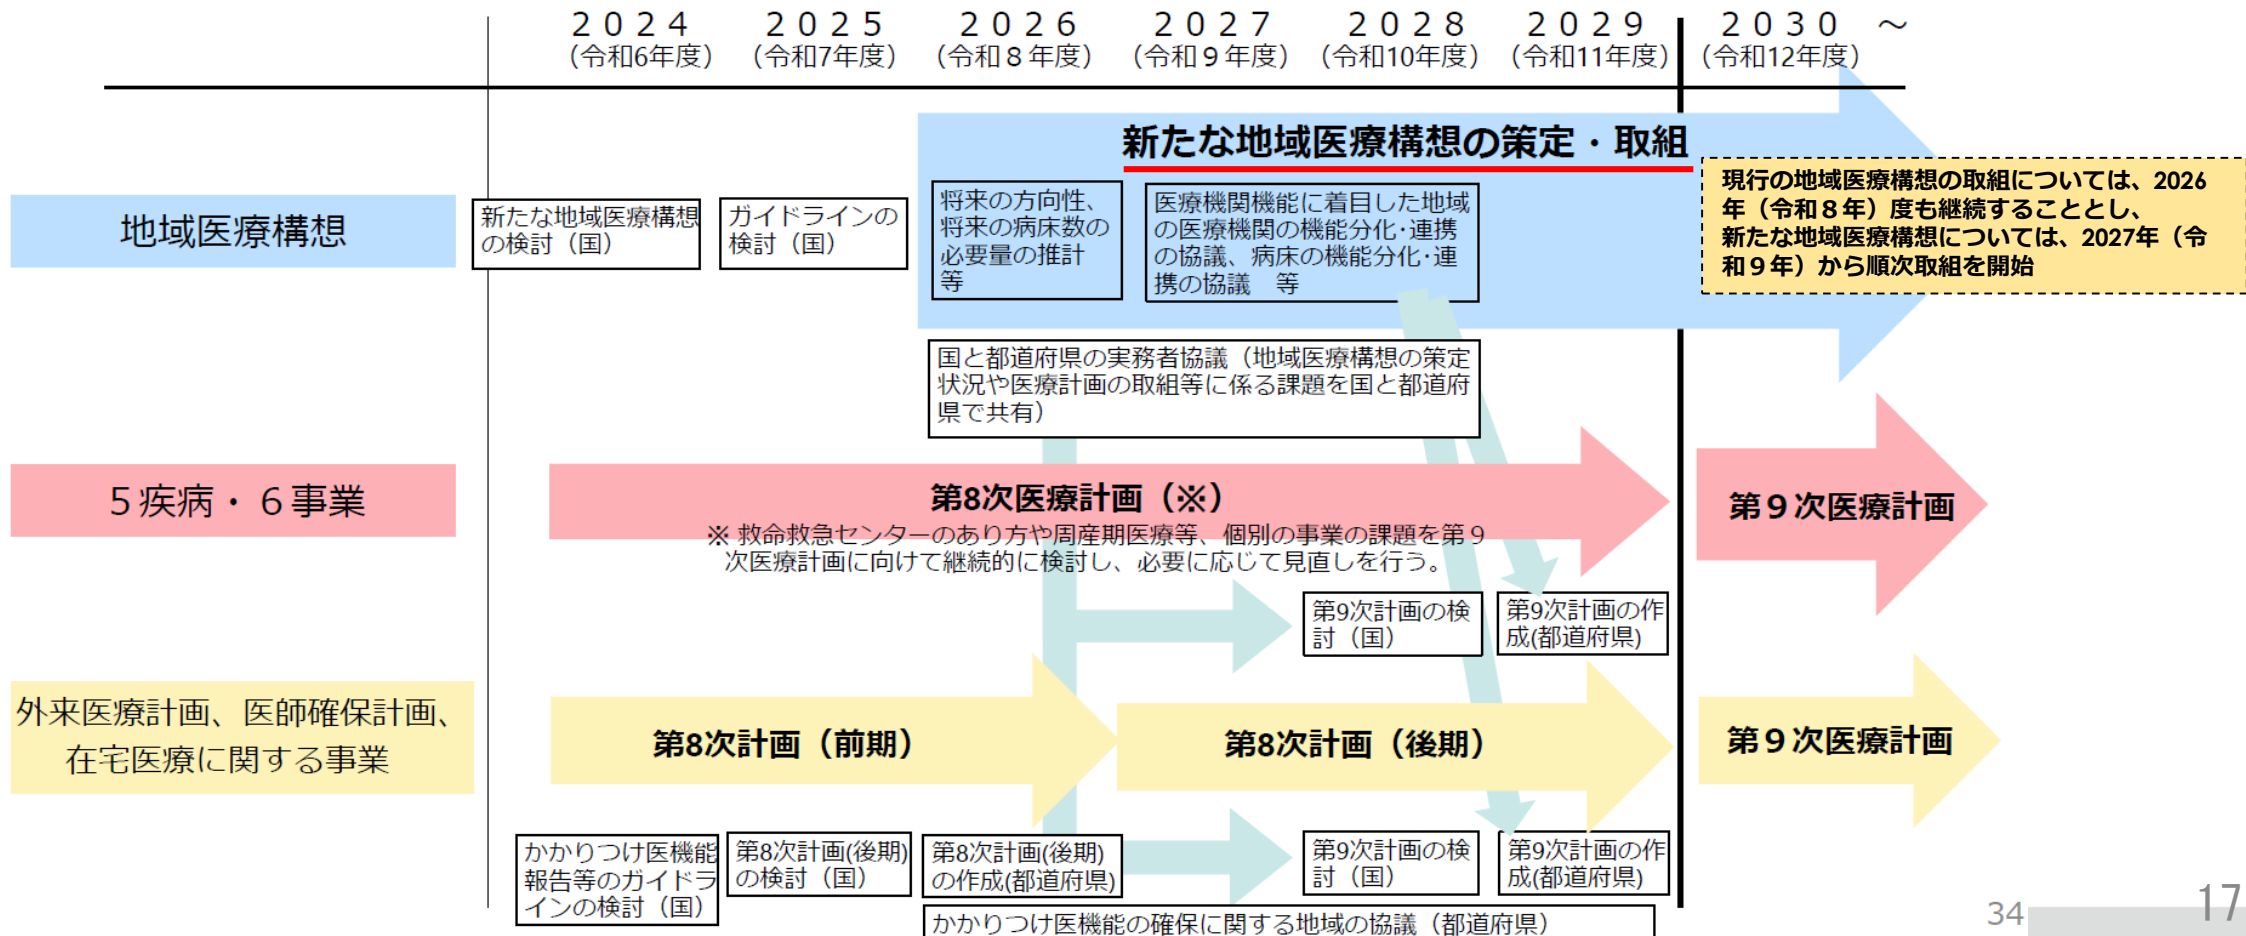 ２０２４
（令和6年度）
２０２５
（令和7年度）
２０２６
（令和８年度）
２０２７
（令和９年度）
２０２８
（令和10年度）
２０２９
（令和11年度）
２０３０　～
（令和12年度）
新たな地域医療構想の策定・取組
地域医療構想
新たな地域医療構想
の検討（国）
ガイドラインの
検討（国）
将来の方向性、
将来の病床数の
必要量の推計
等
医療機関機能に着目した地域
の医療機関の機能分化･連携
の協議、病床の機能分化･連
携の協議　等
現行の地域医療構想の取組については、2026
年（令和８年）度も継続することとし、
新たな地域医療構想については、2027年（令
和９年）から順次取組を開始
国と都道府県の実務者協議（地域医療構想の策定
状況や医療計画の取組等に係る課題を国と都道府
県で共有）
５疾病・６事業
第8次医療計画（※）
※ 救命救急センターのあり方や周産期医療等、個別の事業の課題を第９
次医療計画に向けて継続的に検討し、必要に応じて見直しを行う。
第９次医療計画
第9次計画の検
討（国）
第9次計画の作
成(都道府県)
外来医療計画、医師確保計画、
在宅医療に関する事業
第8次計画（前期）
第8次計画（後期）
第９次医療計画
かかりつけ医機能
報告等のガイドラ
インの検討（国）
第8次計画(後期)
の検討（国）
第8次計画(後期)
の作成(都道府県)
第9次計画の検
討（国）
第9次計画の作
成(都道府県)
かかりつけ医機能の確保に関する地域の協議（都道府県）
34
17